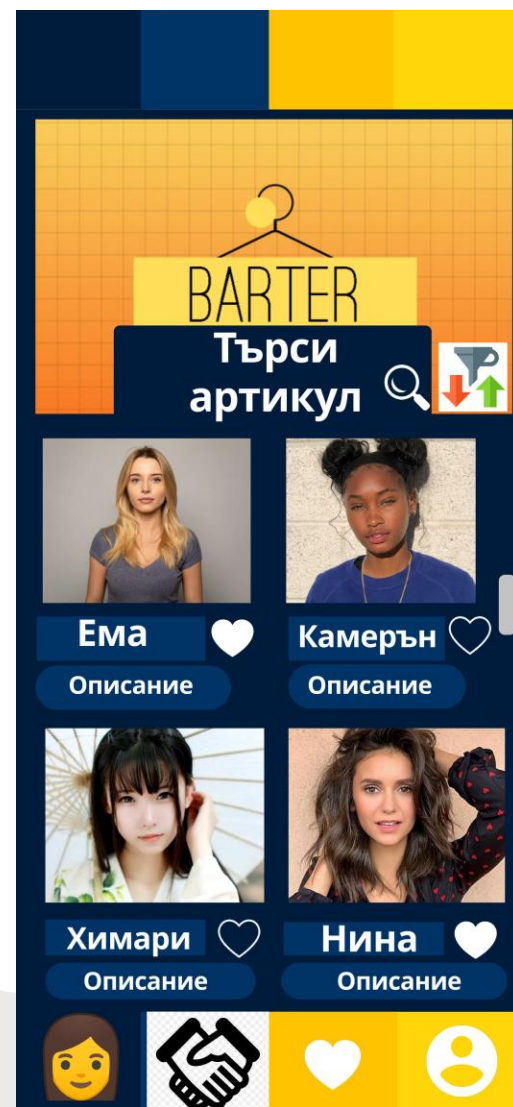 BARTER
Търси
артикул
Ема
Камерън
Описание
Описание
Химари
Нина
Описание
Описание